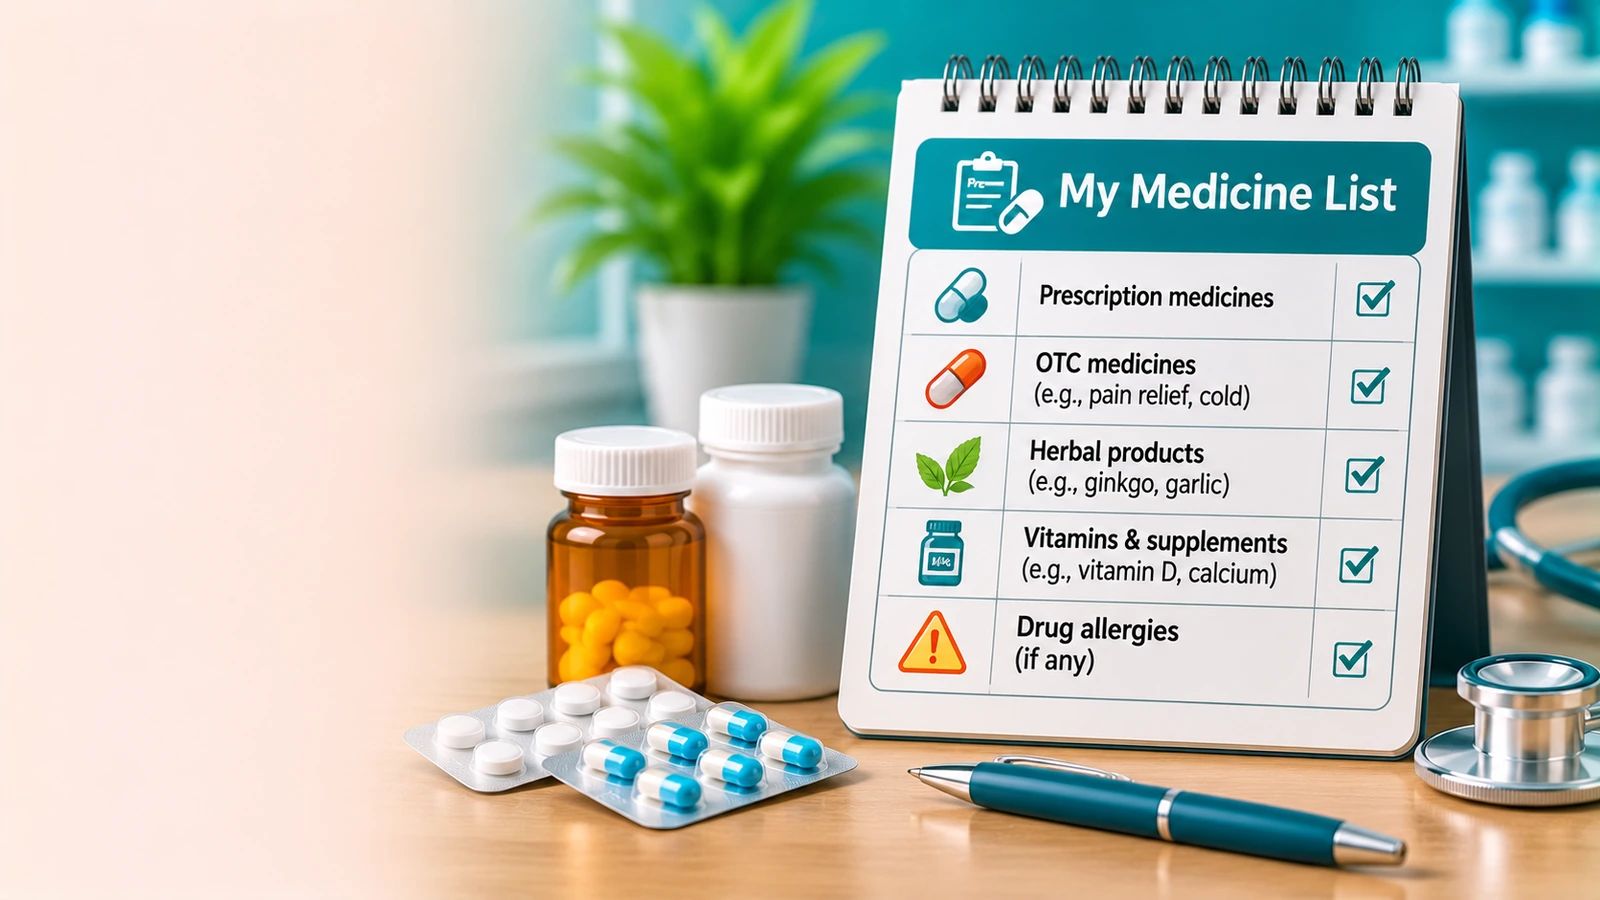 My Medicine List
Prescription medicines
OTC medicines
(e.g., pain relief, cold)
Herbal products
(e.g., ginkgo, garlic)
Vitamins & supplements
(e.g., vitamin D, calcium)
Drug allergies
(if any)